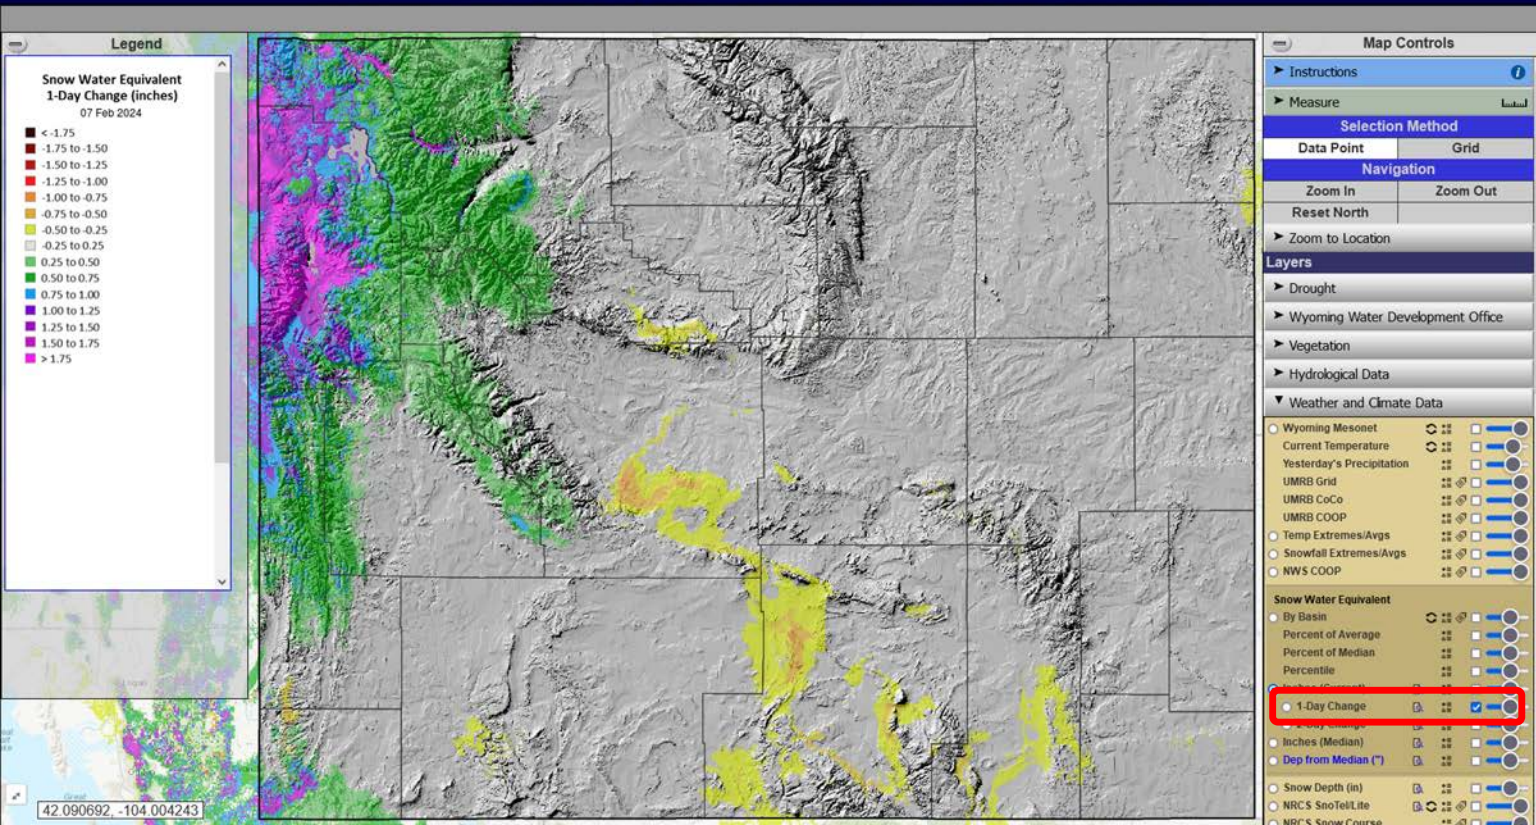 Legend
Snow Water Equivalent
1-Day Change (inches)
07 Feb 2024
< -1.75
-1.75 to -1.50
-1.50 to -1.25
-1.25 to -1.00
-1.00 to -0.75
-0.75 to -0.50
-0.50 to -0.25
-0.25 to 0.25
0.25 to 0.50
0.50 to 0.75
0.75 to 1.00
1.00 to 1.25
1.25 to 1.50
1.50 to 1.75
> 1.75
42.090692, -104.004243
Map Controls
Instructions
Measure
Selection Method
Data Point Grid
Navigation
Zoom In Zoom Out
Reset North
Zoom to Location
Layers
Drought
Wyoming Water Development Office
Vegetation
Hydrological Data
Weather and Climate Data
Wyoming Mesonet
Current Temperature
Yesterday's Precipitation
UMRB Grid
UMRB CoCo
UMRB COOP
Temp Extremes/Avgs
Snowfall Extremes/Avgs
NWS COOP
Snow Water Equivalent
By Basin
Percent of Average
Percent of Median
Percentile
Inches (Current)
1-Day Change
Inches (Median)
Dep from Median (")
Snow Depth (in)
NRCS SnoTel/Lite
NRCS Snow Course